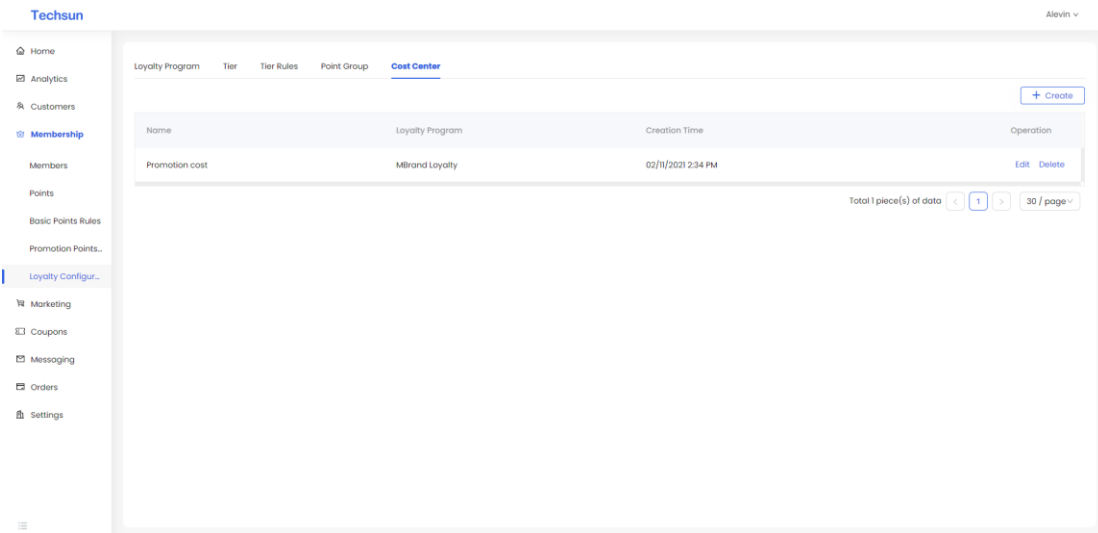 Techsun
Alevin
Home
Analytics
Customers
Membership
Members
Points
Basic Points Rules
Promotion Points...
Loyalty Configur...
Marketing
Coupons
Messaging
Orders
Settings
Loyalty Program Tier Tier Rules Point Group Cost Center
+ Create
Name Loyalty Program Creation Time Operation
Promotion cost MBrand Loyalty 02/11/2021 2:34 PM Edit Delete
Total 1 piece(s) of data < 1 > 30 / page